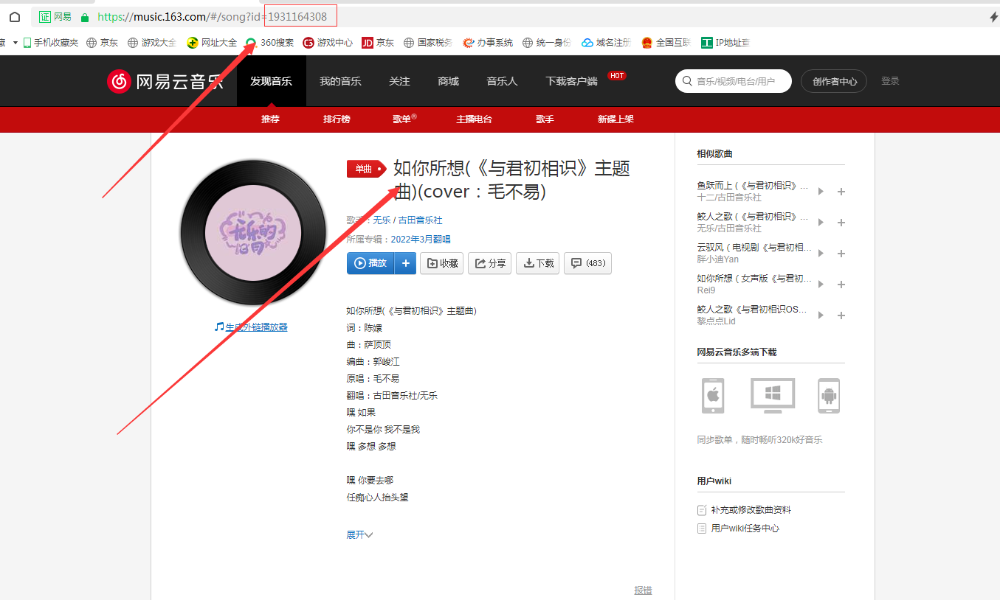 证 网易 https://music.163.com/#/song?id=1931164308
藏 手机收藏夹 京东 游戏大全 网址大全 360搜索 游戏中心 JD 京东 国家税务 办事系统 统一身份 域名注册 全国互联 工 IP地址查
网易云音乐 发现音乐 我的音乐 关注 商城 音乐人 下载客户端 HOT 音乐/视频/电台/用户 创作者中心 登录
推荐 排行榜 歌单® 主播电台 歌手 新碟上架
单曲 如你所想(《与君初相识》主题
曲)(cover：毛不易)
歌手：无乐 / 古田音乐社
所属专辑：2022年3月翻唱
播放 + 收藏 分享 下载 (483)
无乐的
日月
生成外链播放器
如你所想(《与君初相识》主题曲)
词：陈嬛
曲：萨顶顶
编曲：郭峻江
原唱：毛不易
翻唱：古田音乐社/无乐
嘿 如果
你不是你 我不是我
嘿 多想 多想
嘿 你要去哪
任痴心人抬头望
展开
报错
相似歌曲
鱼跃而上 (《与君初相识》...
十二/古田音乐社
鲛人之歌 (《与君初相识》...
无乐/古田音乐社
云驭风 ( 电视剧《与君初相...
胖小迪Yan
如你所想 ( 女声版《与君初...
Rei9
鲛人之歌《与君初相识OS...
黎点点Lid
网易云音乐多端下载
同步歌单，随时畅听320k好音乐
用户wiki
补充或修改歌曲资料
用户wiki任务中心